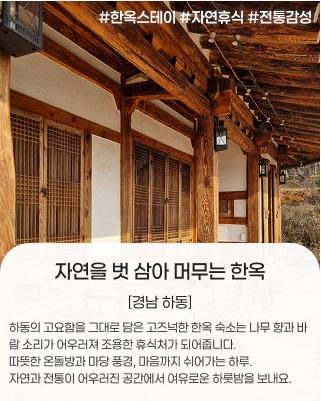 #한옥스테이 #자연휴식 #전통감성
자연을 벗 삼아 머무는 한옥
[경남 하동]
하동의 고요함을 그대로 담은 고즈넉한 한옥 숙소는 나무 향과 바
람 소리가 어우러져 조용한 휴식처가 되어줍니다.
따뜻한 온돌방과 마당 풍경, 마음까지 쉬어가는 하루.
자연과 전통이 어우러진 공간에서 여유로운 하룻밤을 보내요.